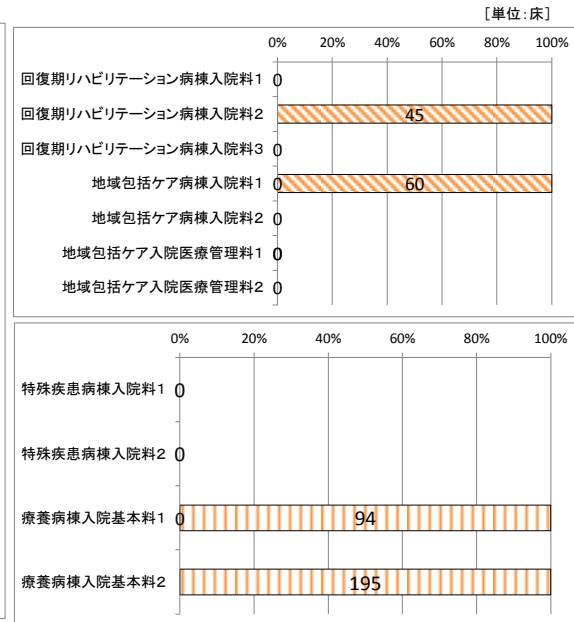 [単位:床]
0% 20% 40% 60% 80% 100%
回復期リハビリテーション病棟入院料1 0
回復期リハビリテーション病棟入院料2 45
回復期リハビリテーション病棟入院料3 0
地域包括ケア病棟入院料1 0 60
地域包括ケア病棟入院料2 0
地域包括ケア入院医療管理料1 0
地域包括ケア入院医療管理料2 0
0% 20% 40% 60% 80% 100%
特殊疾患病棟入院料1 0
特殊疾患病棟入院料2 0
療養病棟入院基本料1 0 94
療養病棟入院基本料2 195